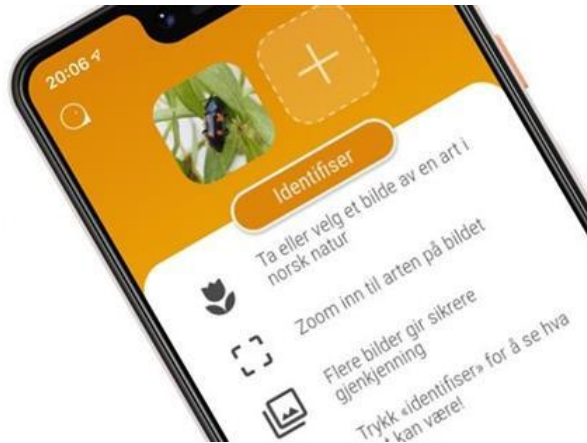 20:06
Identifiser
Ta eller velg et bilde av en art i
norsk natur
Zoom inn til arten på bildet
Flere bilder gir sikrere
gjenkjenning
Trykk «identifiser» for å se hva
kan være!